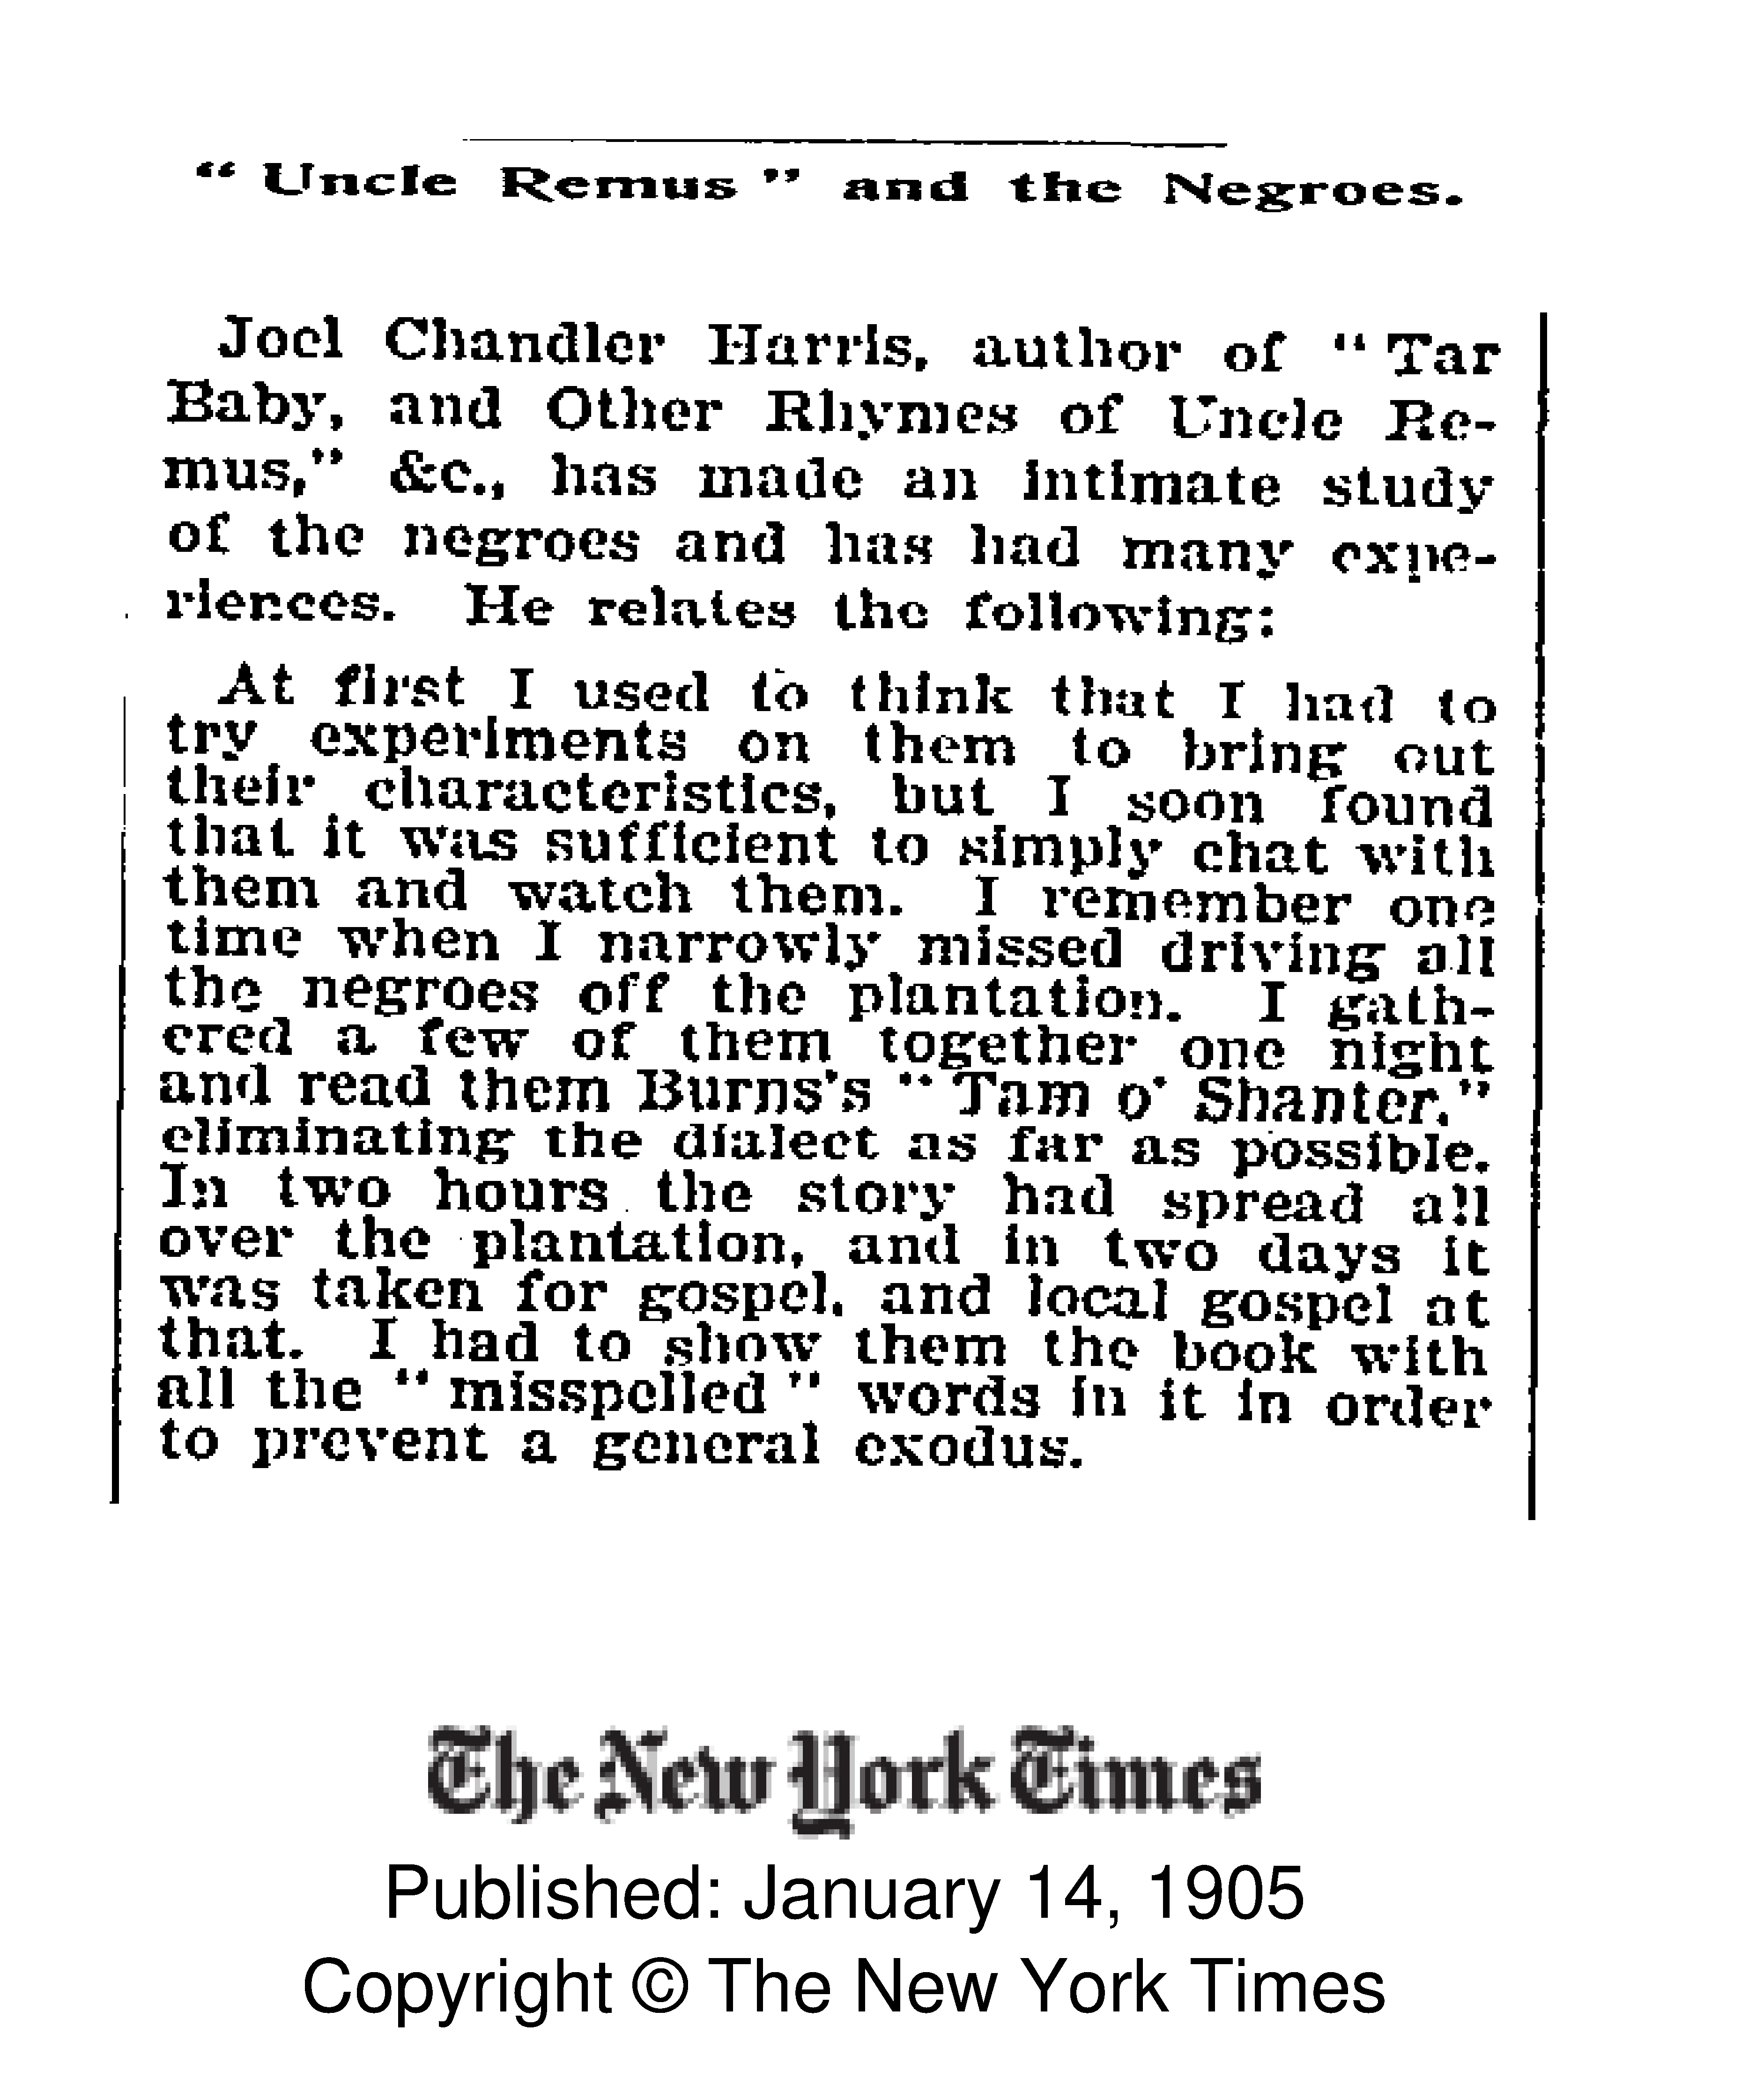 “ Uncle Remus ” and the Negroes.
Joel Chandler Harris, author of “ Tar
Baby, and Other Rhymes of Uncle Re-
mus,” &c., has made an intimate study
of the negroes and has had many expe-
riences. He relates the following:
At first I used to think that I had to
try experiments on them to bring out
their characteristics, but I soon found
that it was sufficient to simply chat with
them and watch them. I remember one
time when I narrowly missed driving all
the negroes off the plantation. I gath-
ered a few of them together one night
and read them Burns's “ Tam o' Shanter,”
eliminating the dialect as far as possible.
In two hours the story had spread all
over the plantation, and in two days it
was taken for gospel, and local gospel at
that. I had to show them the book with
all the “ misspelled ” words in it in order
to prevent a general exodus.
The New York Times
Published: January 14, 1905
Copyright © The New York Times